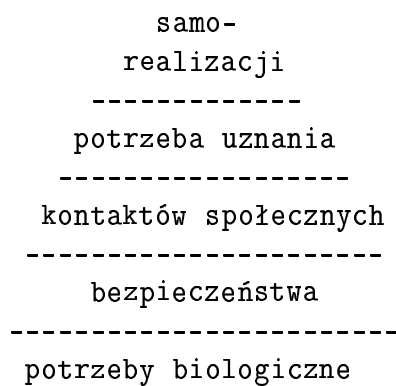 samo-
realizacji
-------------
potrzeba uznania
------------------
kontaktów społecznych
----------------------
bezpieczeństwa
------------------------
potrzeby biologiczne